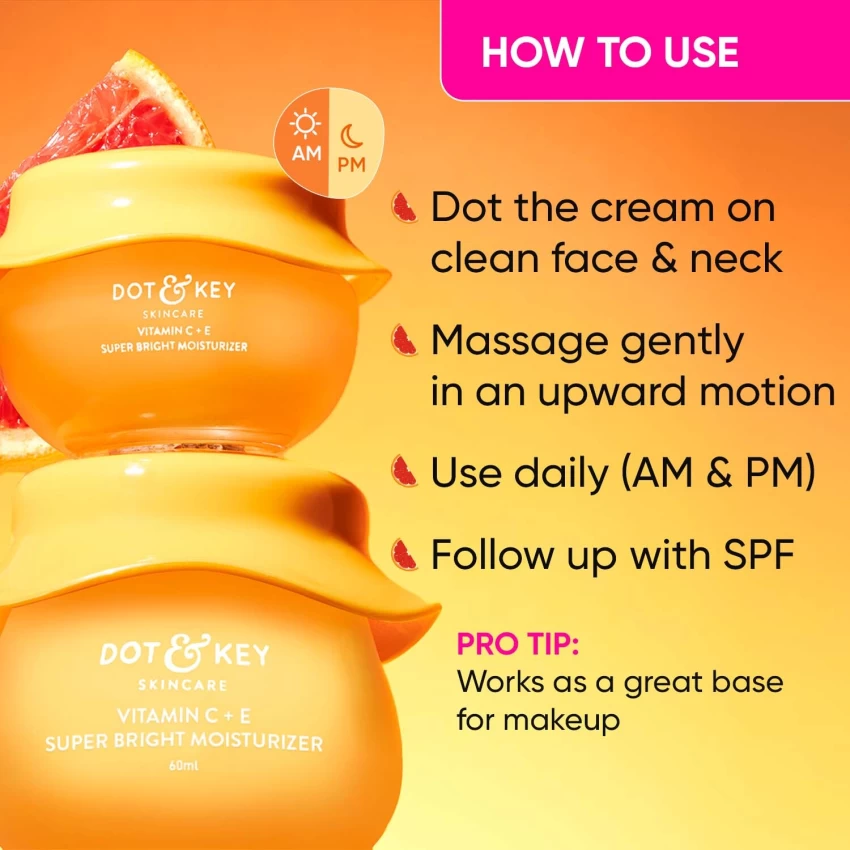 HOW TO USE
AM
PM
Dot the cream on
clean face & neck
Massage gently
in an upward motion
Use daily (AM & PM)
Follow up with SPF
PRO TIP:
Works as a great base
for makeup
DOT & KEY
SKINCARE
VITAMIN C + E
SUPER BRIGHT MOISTURIZER
DOT & KEY
SKINCARE
VITAMIN C + E
SUPER BRIGHT MOISTURIZER
60ml